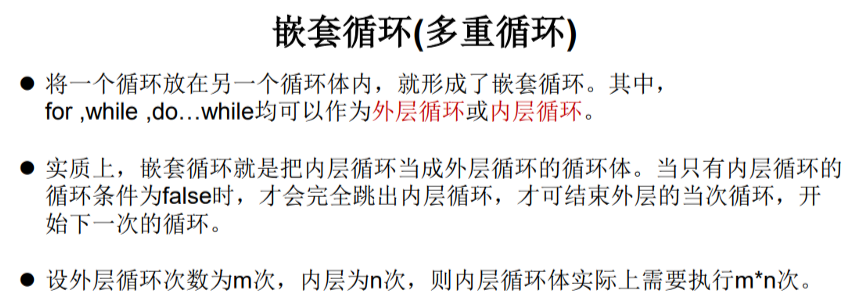 嵌套循环(多重循环)
● 将一个循环放在另一个循环体内，就形成了嵌套循环。其中，
for ,while ,do…while均可以作为外层循环或内层循环。
● 实质上，嵌套循环就是把内层循环当成外层循环的循环体。当只有内层循环的
循环条件为false时，才会完全跳出内层循环，才可结束外层的当次循环，开
始下一次的循环。
● 设外层循环次数为m次，内层为n次，则内层循环体实际上需要执行m*n次。